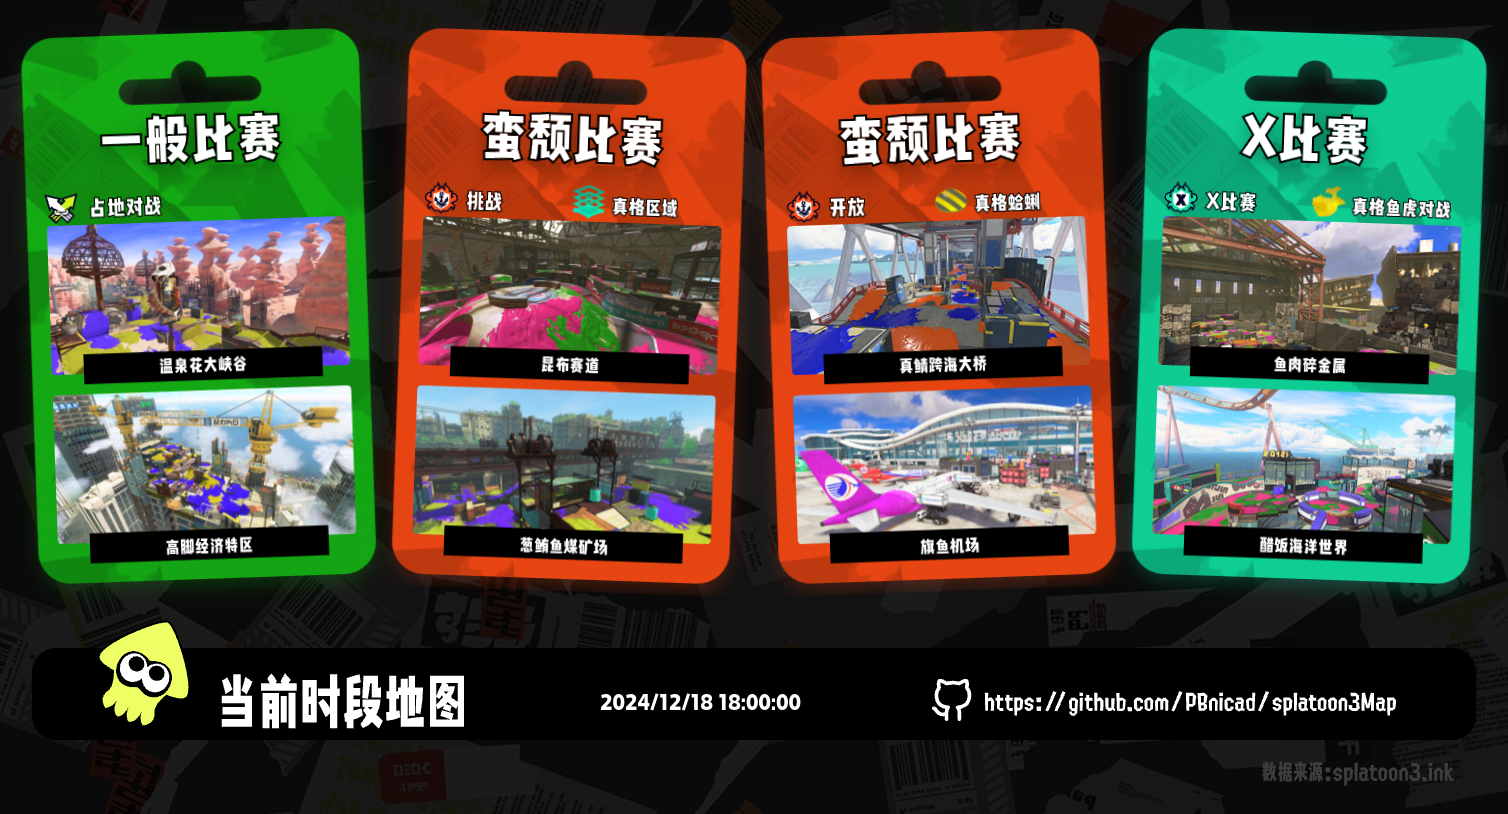 一般比赛
占地对战
温泉花大峡谷
高脚经济特区
蛮颓比赛
挑战
真格区域
昆布赛道
葱鲔鱼煤矿场
蛮颓比赛
开放
真格蛤蜊
真鲭跨海大桥
旗鱼机场
X比赛
X比赛
真格鱼虎对战
鱼肉碎金属
醋饭海洋世界
当前时段地图
2024/12/18 18:00:00
https://github.com/PBnicad/splatoon3Map
数据来源:splatoon3.ink